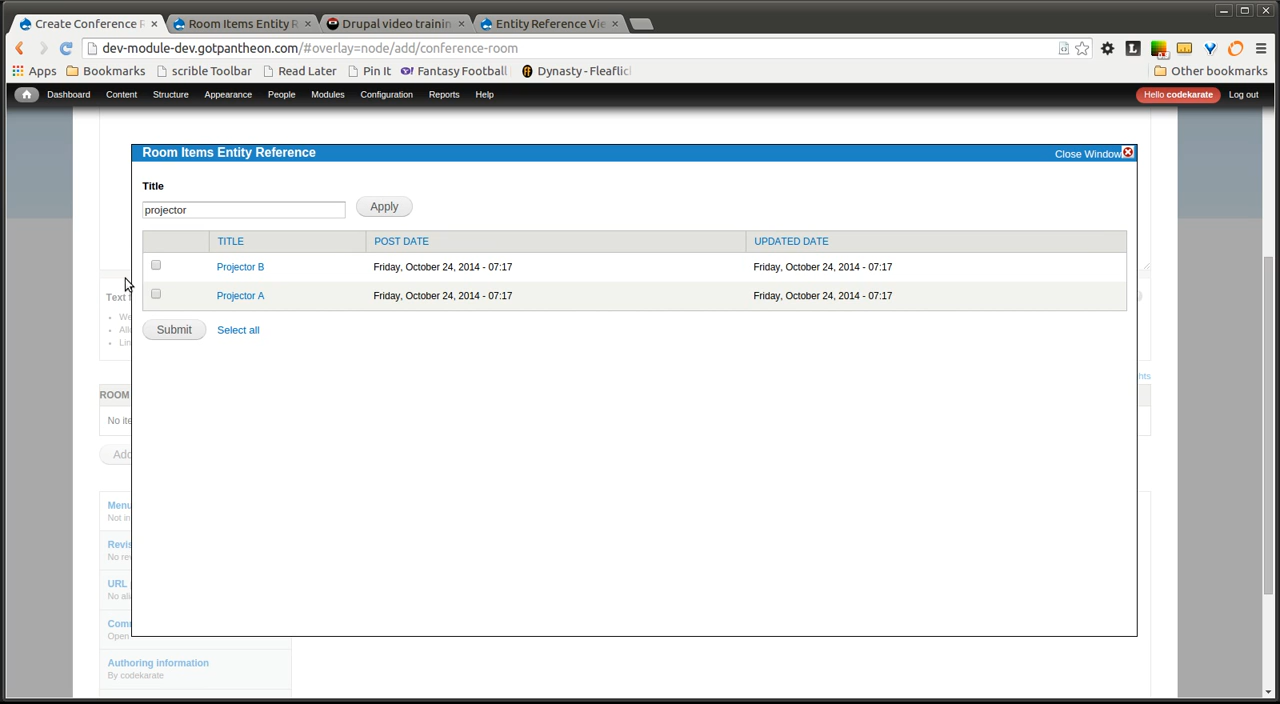 Create Conference R
Room Items Entity R
Drupal video trainin
Entity Reference Vie
dev-module-dev.gotpantheon.com/#overlay=node/add/conference-room
Apps
Bookmarks
scrible Toolbar
Read Later
Pin It
Fantasy Football
Dynasty - Fleaflic
Other bookmarks
Dashboard
Content
Structure
Appearance
People
Modules
Configuration
Reports
Help
Hello codekarate
Log out
Room Items Entity Reference
Close Window
Title
projector
Apply
TITLE
POST DATE
UPDATED DATE
Projector B
Friday, October 24, 2014 - 07:17
Friday, October 24, 2014 - 07:17
Projector A
Friday, October 24, 2014 - 07:17
Friday, October 24, 2014 - 07:17
Submit
Select all
Text f
We
Lin
hts
ROOM
No ite
Add
Menu
Not in
Revis
No re
URL
No ali
Com
Open
Authoring information
By codekarate